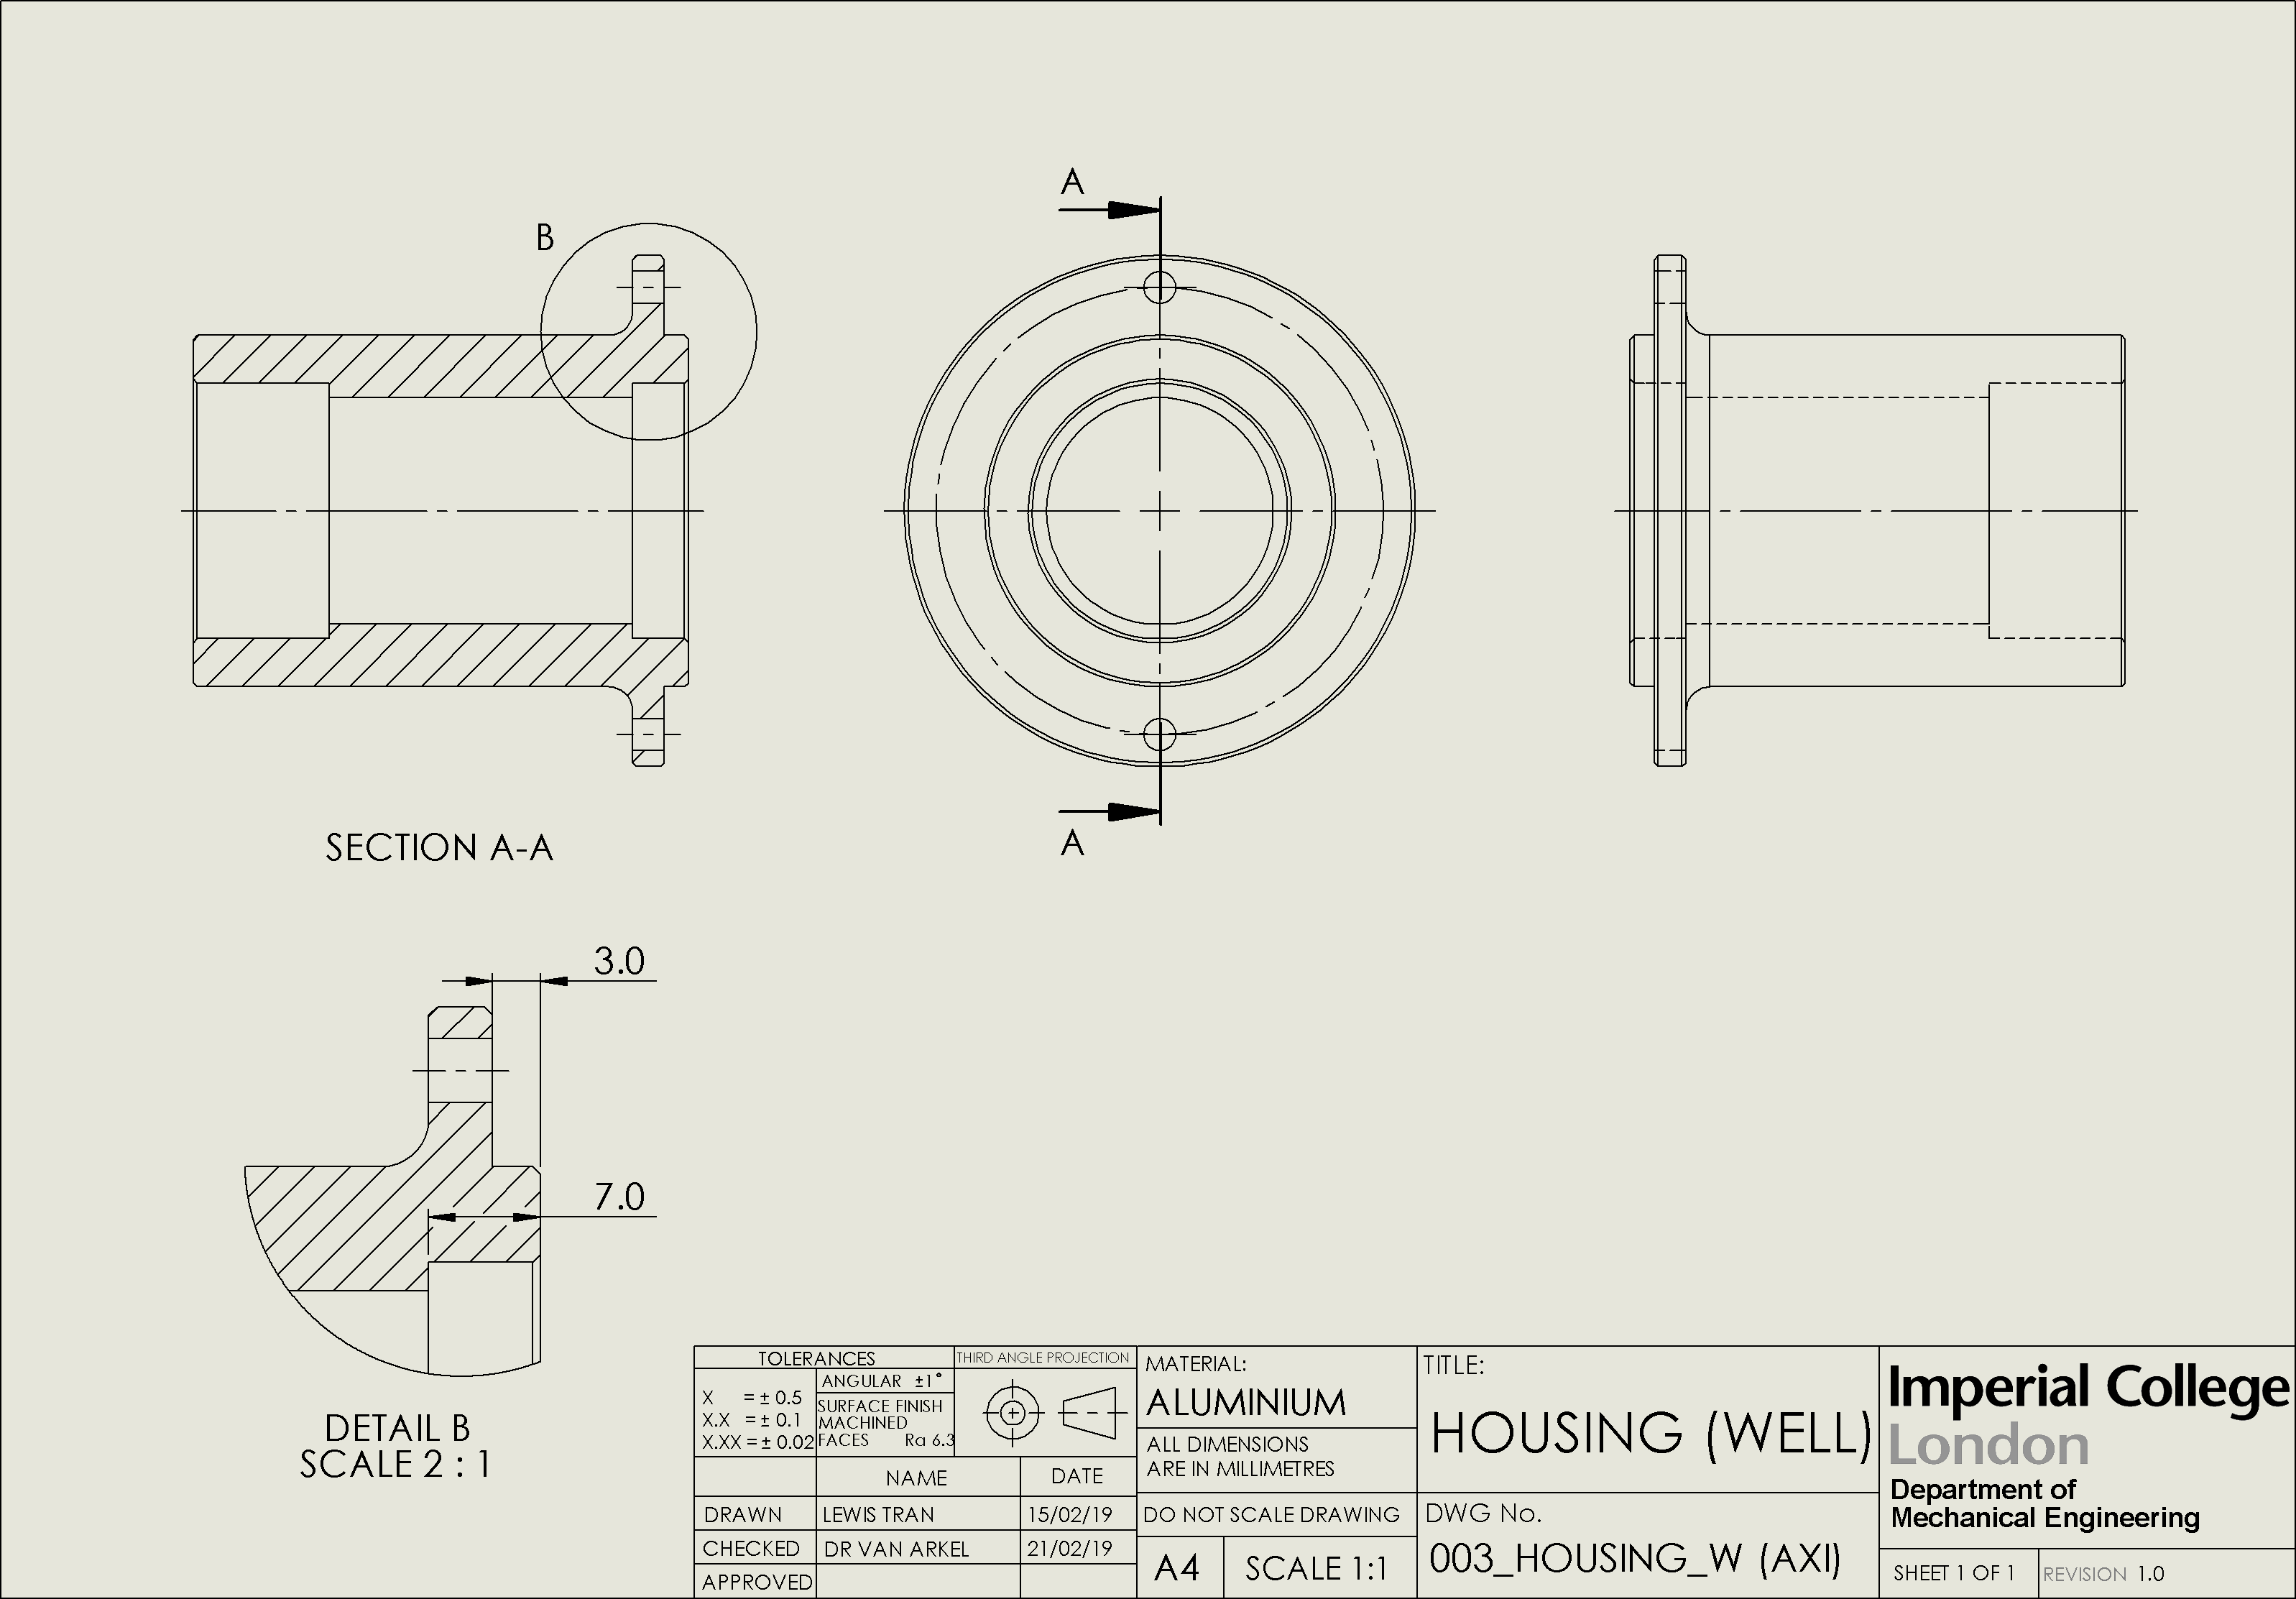 A
B
A
SECTION A-A
3.0
7.0
DETAIL B
SCALE 2 : 1
TOLERANCES
X = ± 0.5
X.X = ± 0.1
X.XX = ± 0.02
ANGULAR ±1°
SURFACE FINISH
MACHINED
FACES Ra 6.3
THIRD ANGLE PROJECTION
NAME
DATE
DRAWN LEWIS TRAN 15/02/19
CHECKED DR VAN ARKEL 21/02/19
APPROVED
MATERIAL:
ALUMINIUM
ALL DIMENSIONS
ARE IN MILLIMETRES
DO NOT SCALE DRAWING
A4
SCALE 1:1
TITLE:
HOUSING (WELL)
DWG No.
003_HOUSING_W (AXI)
Imperial College
London
Department of
Mechanical Engineering
SHEET 1 OF 1
REVISION 1.0